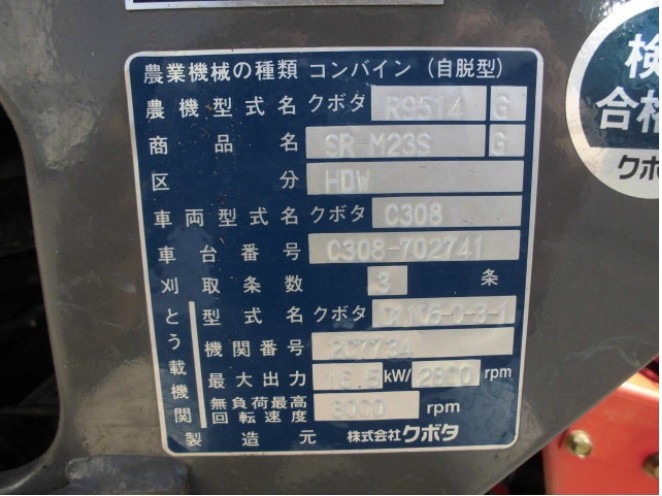 農業機械の種類 コンバイン（自脱型）
農機型式名 クボタ R9514 G
商品名 SR-M23S G
区分 HDW
車両型式名 クボタ C308
車台番号 C308-702741
刈取条数 3 条
とう載機関
型式名 クボタ
機関番号
最大出力 16.5 kW/ 2800 rpm
無負荷最高回転速度 3000 rpm
製造元 株式会社クボタ
検
合格
クボ